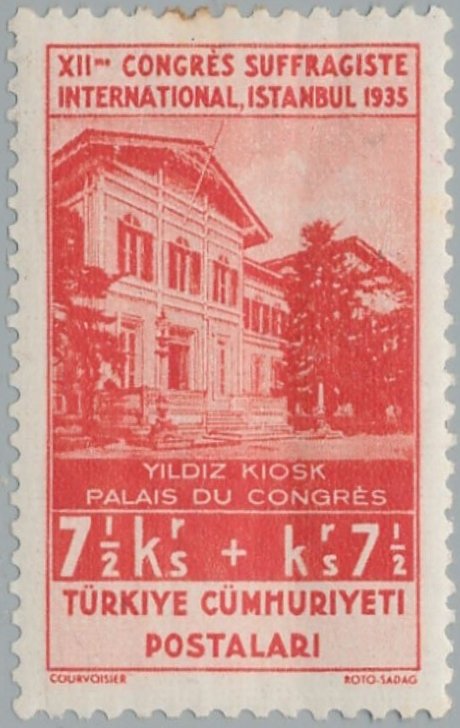 XIIme CONGRÈS SUFFRAGISTE
INTERNATIONAL, ISTANBUL 1935
YILDIZ KIOSK
PALAIS DU CONGRÈS
7½ krs + krs 7½
TÜRKIYE CÜMHURIYETI
POSTALARI
COURVOISIER ROTO-SADAG